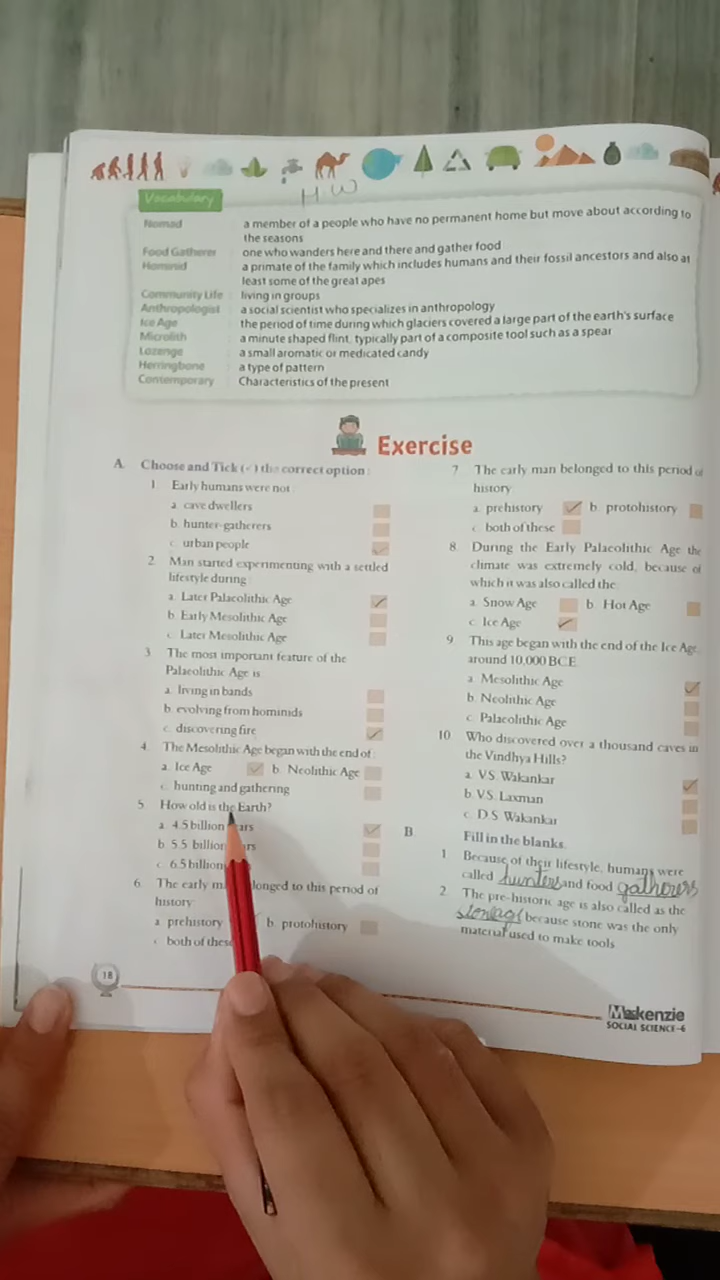 H.W
Vocabulary
Nomad : a member of a people who have no permanent home but move about according to
the seasons
Food Gatherer : one who wanders here and there and gather food
Hominid : a primate of the family which includes humans and their fossil ancestors and also at
least some of the great apes
Community Life : living in groups
Anthropologist : a social scientist who specializes in anthropology
Ice Age : the period of time during which glaciers covered a large part of the earth's surface
Microlith : a minute shaped flint, typically part of a composite tool such as a spear
Lozenge : a small aromatic or medicated candy
Herringbone : a type of pattern
Contemporary : Characteristics of the present
Exercise
A. Choose and Tick (✓) the correct option:
1 Early humans were not
a. cave dwellers
b. hunter-gatherers
c. urban people
2 Man started experimenting with a settled
lifestyle during
a. Later Palaeolithic Age
b. Early Mesolithic Age
c. Later Mesolithic Age
3 The most important feature of the
Palaeolithic Age is
a. living in bands
b. evolving from hominids
c. discovering fire
4. The Mesolithic Age began with the end of
a. Ice Age b. Neolithic Age
c. hunting and gathering
5. How old is the Earth?
a. 4.5 billion
b. 5.5 billion
c. 6.5 billion
6. The early longed to this period of
history
a. prehistory b. protohistory
c. both of these
7 The early man belonged to this period of
history
a. prehistory b. protohistory
c. both of these
8. During the Early Palaeolithic Age the
climate was extremely cold, because of
which it was also called the
a. Snow Age b. Hot Age
c. Ice Age
9 This age began with the end of the Ice Age,
around 10,000 BCE.
a. Mesolithic Age
b. Neolithic Age
c. Palaeolithic Age
10 Who discovered over a thousand caves in
the Vindhya Hills?
a. V.S. Wakankar
b. V.S. Laxman
c. D.S. Wakankar
B. Fill in the blanks.
1 Because of their lifestyle, humans were
called hunters and food gatherers
2. The pre-historic age is also called as the
because stone was the only
material used to make tools
18
SOCIAL SCIENCE-6